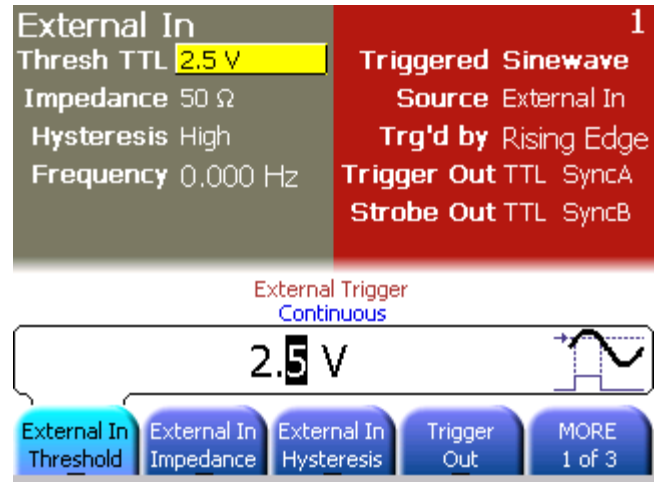 External In
Thresh TTL 2.5 V
Impedance 50 Ω
Hysteresis High
Frequency 0.000 Hz
1
Triggered Sinewave
Source External In
Trg'd by Rising Edge
Trigger Out TTL SyncA
Strobe Out TTL SyncB
External Trigger
Continuous
2.5 V
External In Threshold
External In Impedance
External In Hysteresis
Trigger Out
MORE 1 of 3